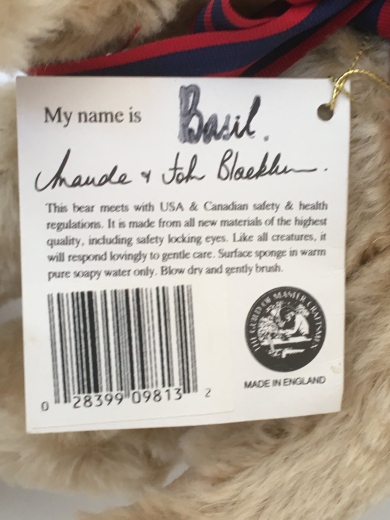 My name is Basil.
Maude & Joh Blackburn.
This bear meets with USA & Canadian safety & health
regulations. It is made from all new materials of the highest
quality, including safety locking eyes. Like all creatures, it
will respond lovingly to gentle care. Surface sponge in warm
pure soapy water only. Blow dry and gently brush.
THE GUILD OF MASTER CRAFTSMEN
MADE IN ENGLAND
0 28399 09813 2